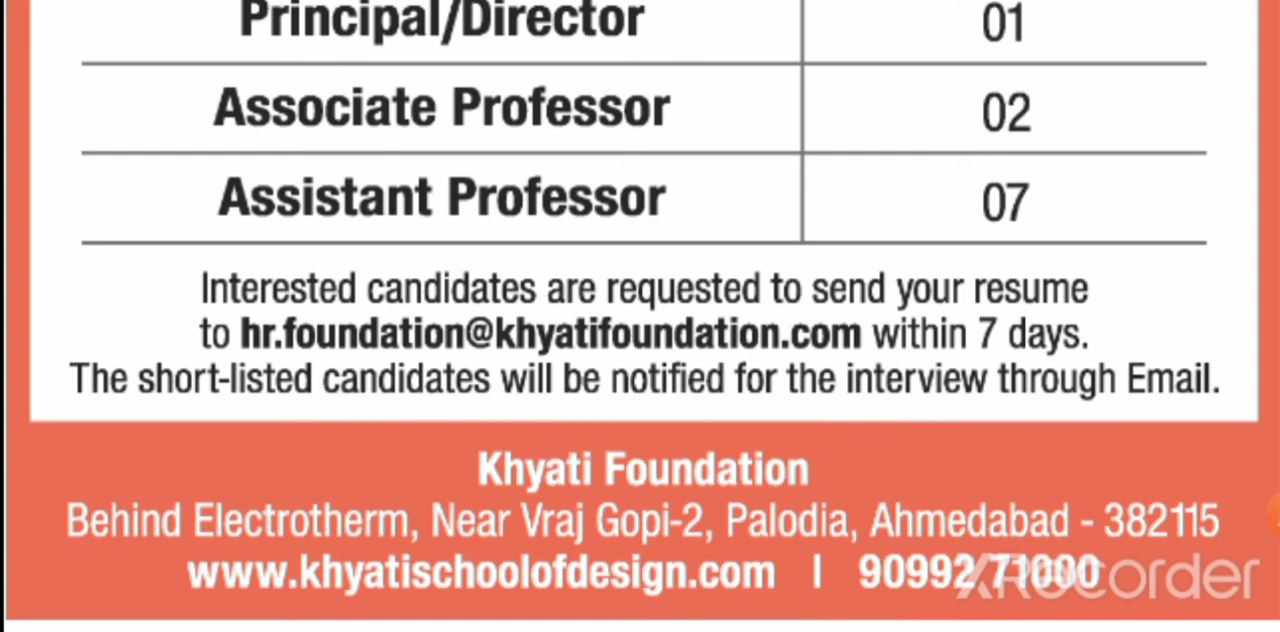 Principal/Director 01
Associate Professor 02
Assistant Professor 07
Interested candidates are requested to send your resume
to hr.foundation@khyatifoundation.com within 7 days.
The short-listed candidates will be notified for the interview through Email.
Khyati Foundation
Behind Electrotherm, Near Vraj Gopi-2, Palodia, Ahmedabad - 382115
www.khyatischoolofdesign.com | 90992 71000
XRecorder